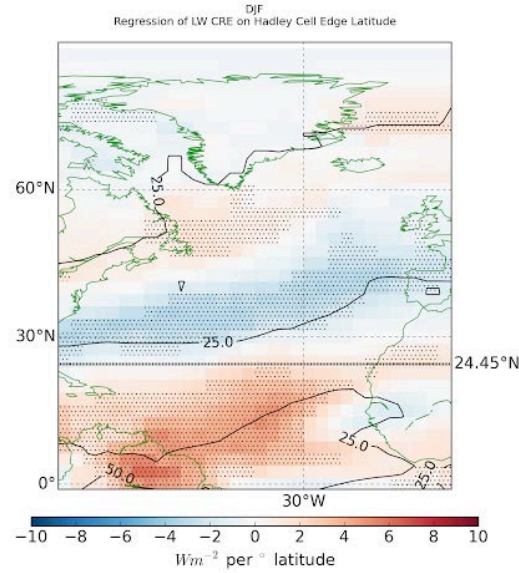 DJF
Regression of LW CRE on Hadley Cell Edge Latitude
25.0
60°N
30°N
25.0
24.45°N
25.0
50.0
25.0
0°
30°W
−10 −8 −6 −4 −2 0 2 4 6 8 10
Wm⁻² per ° latitude